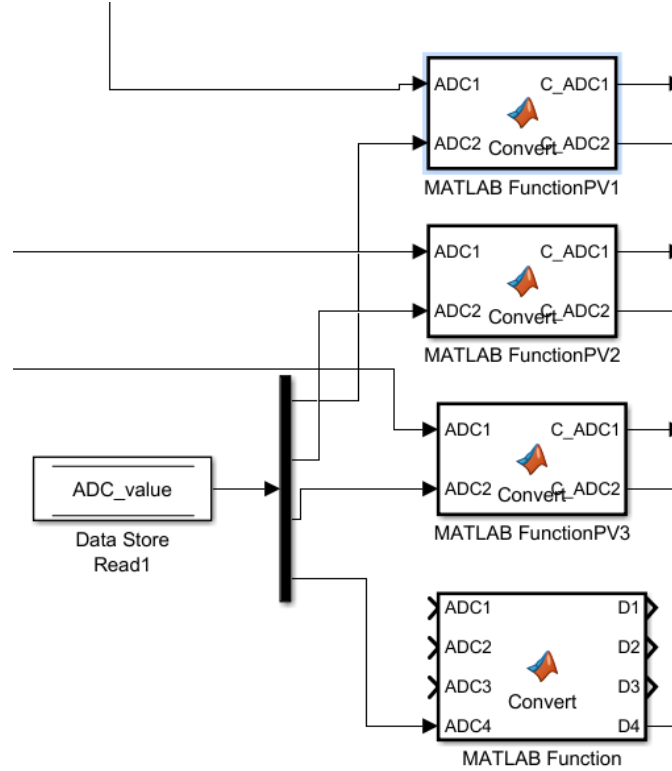 ADC1 C_ADC1
ADC2 Convert C_ADC2
MATLAB FunctionPV1
ADC1 C_ADC1
ADC2 Convert C_ADC2
MATLAB FunctionPV2
ADC1 C_ADC1
ADC2 Convert C_ADC2
MATLAB FunctionPV3
ADC_value
Data Store
Read1
ADC1 D1
ADC2 D2
ADC3 D3
Convert
ADC4 D4
MATLAB Function